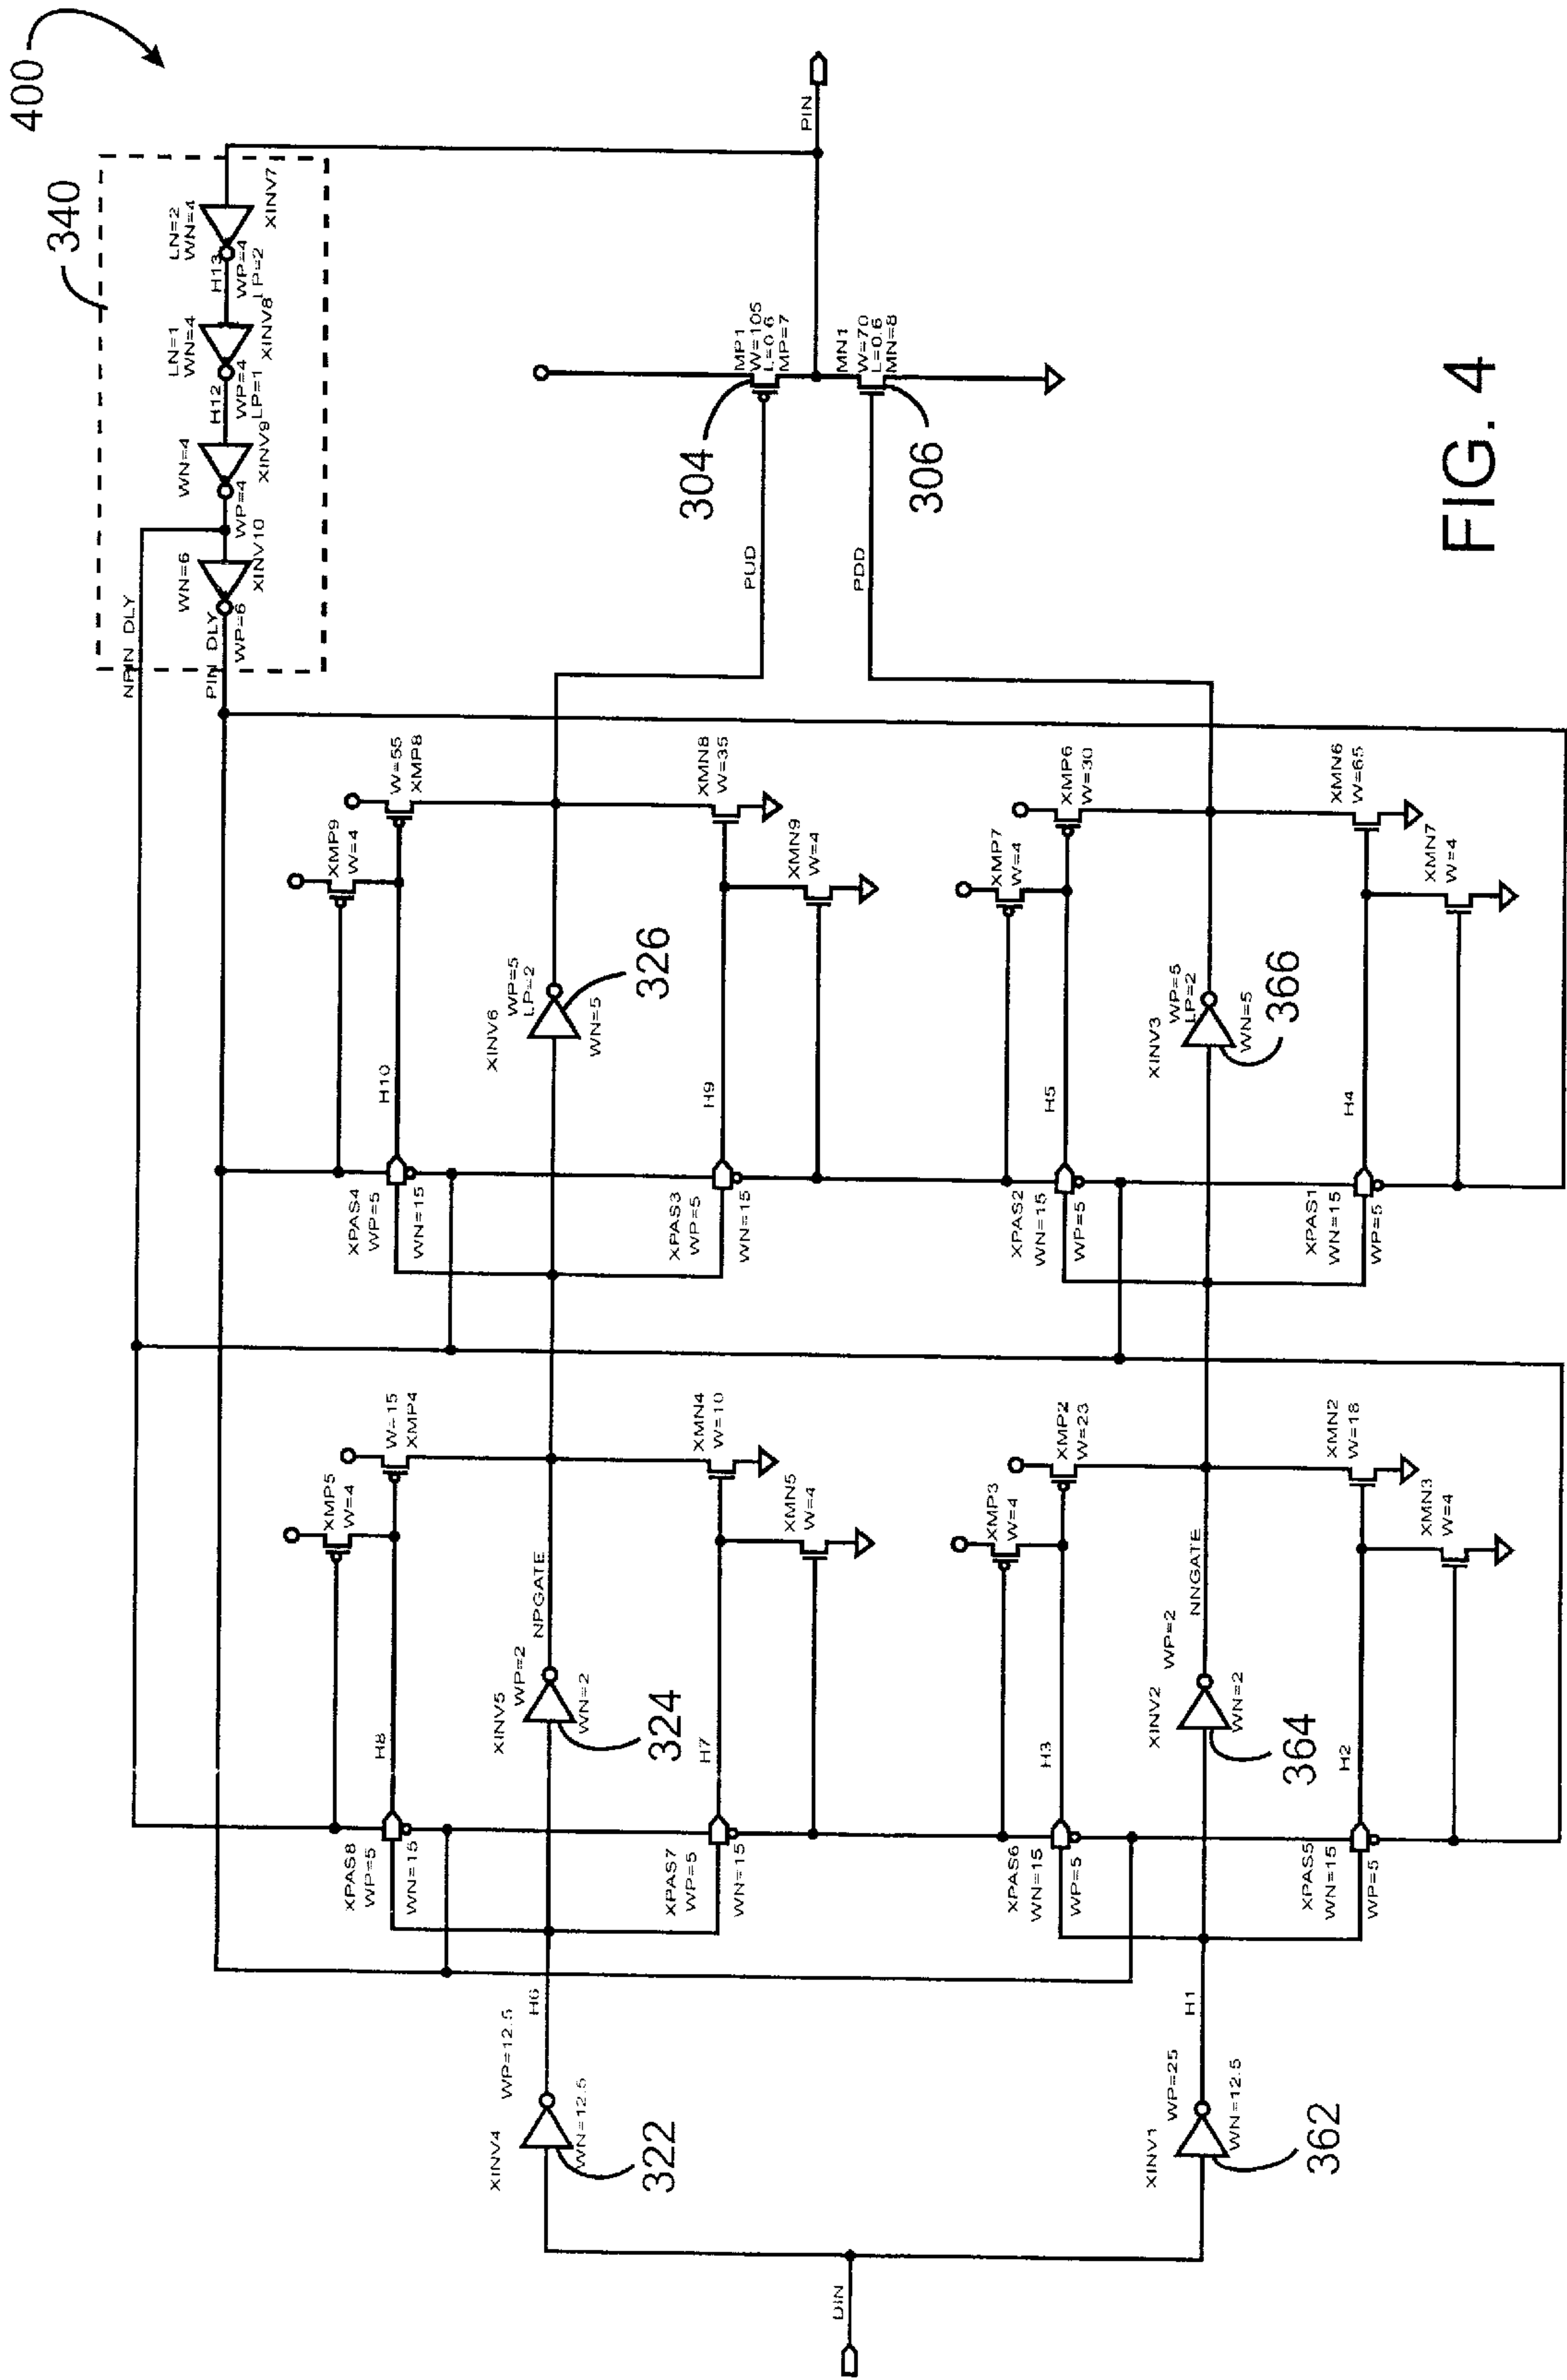 400
340
LN=2
WN=4
XINV7
H13
WP=4
LP=2
LN=1
WN=4
XINV8
H12
WP=4
LP=1
WN=4
XINV9
WP=4
WN=6
XINV10
WP=6
NPIN DLY
PIN DLY
PIN
MP1
W=105
L=0.6
MP=7
MN1
W=70
L=0.6
MN=8
304
306
PUD
PDD
FIG. 4
W=55
XMP8
XMP9
W=4
XMN8
W=35
XMN9
W=4
XMP6
W=30
XMP7
W=4
XMN6
W=65
XMN7
W=4
H10
XINV6
WP=5
LP=2
WN=5
326
H9
H5
XINV3
WP=5
LP=2
WN=5
366
H4
XPAS4
WP=5
WN=15
XPAS3
WP=5
WN=15
XPAS2
WN=15
WP=5
XPAS1
WN=15
WP=5
W=15
XMP4
XMP5
W=4
XMN4
W=10
XMN5
W=4
XMP2
W=23
XMP3
W=4
XMN2
W=18
XMN3
W=4
NPGATE
NNGATE
H8
XINV5
WP=2
WN=2
324
H7
H3
XINV2
WP=2
WN=2
364
H2
XPAS8
WP=5
WN=15
XPAS7
WP=5
WN=15
XPAS6
WN=15
WP=5
XPAS5
WN=15
WP=5
H6
WP=12.5
XINV4
WN=12.5
322
H1
WP=25
XINV1
WN=12.5
362
DIN